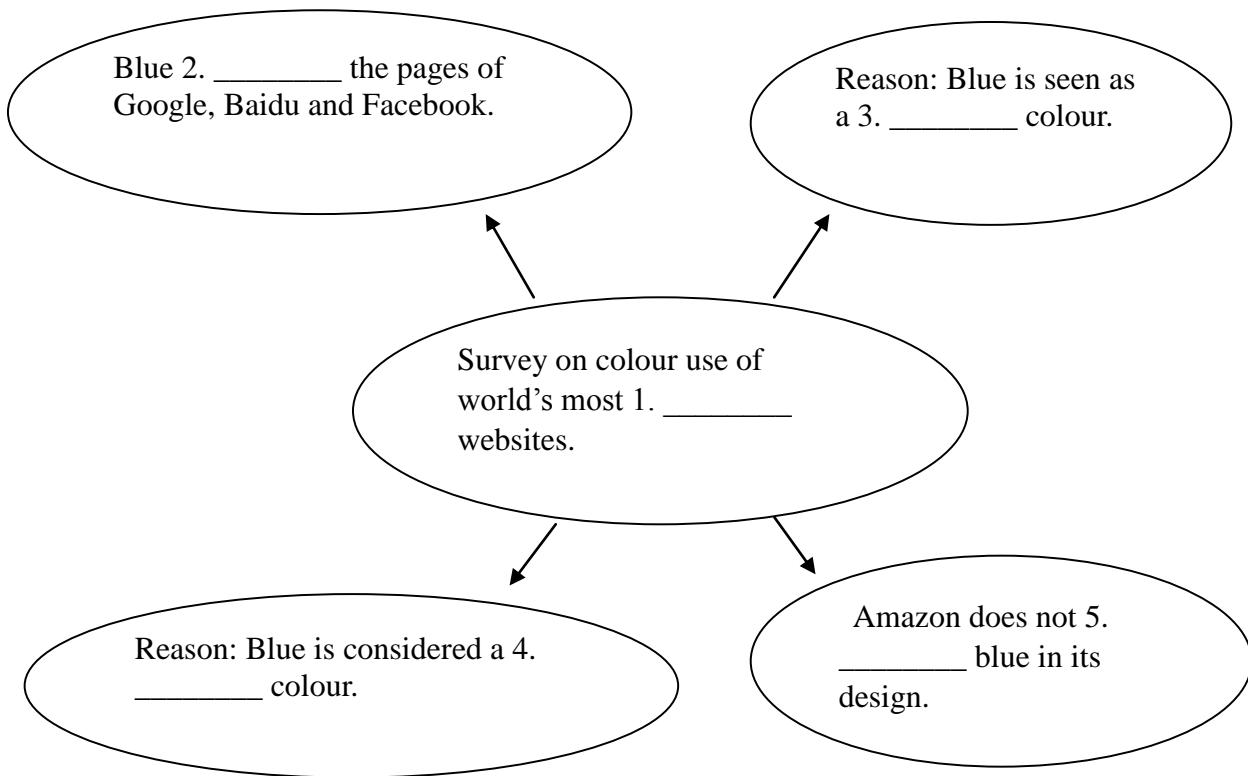 Blue 2. ________ the pages of
Google, Baidu and Facebook.
Reason: Blue is seen as
a 3. ________ colour.
Survey on colour use of
world's most 1. ________
websites.
Reason: Blue is considered a 4.
________ colour.
Amazon does not 5.
________ blue in its
design.